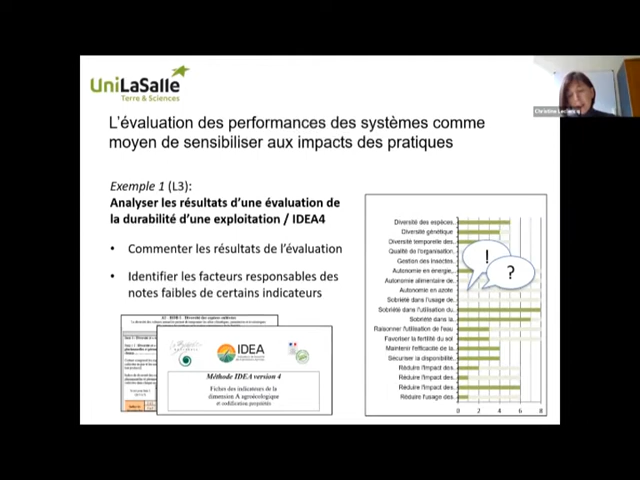 UniLaSalle
Terre & Sciences
Christine Leclercq
L'évaluation des performances des systèmes comme
moyen de sensibiliser aux impacts des pratiques
Exemple 1 (L3):
Analyser les résultats d'une évaluation de
la durabilité d'une exploitation / IDEA4
• Commenter les résultats de l'évaluation
• Identifier les facteurs responsables des
notes faibles de certains indicateurs
IDEA
Méthode IDEA version 4
Fiches des indicateurs de la
dimension A agroécologique
et codification propriétés
Diversité des espèces,
Diversité génétique
Diversité temporelle des
Qualité de l'organisation
Gestion des insectes
Autonomie en énergie,
Autonomie alimentaire de
Autonomie en azote
Sobriété dans l'usage de
Sobriété dans l'utilisation du
Sobriété dans la
Raisonner l'utilisation de l'eau
Favoriser la fertilité du sol
Maintenir l'efficacité de la
Sécuriser la disponibilité,
Réduire l'impact des
Réduire l'impact des
Réduire l'impact des
Réduire l'usage des
! ?
0 2 4 6 8